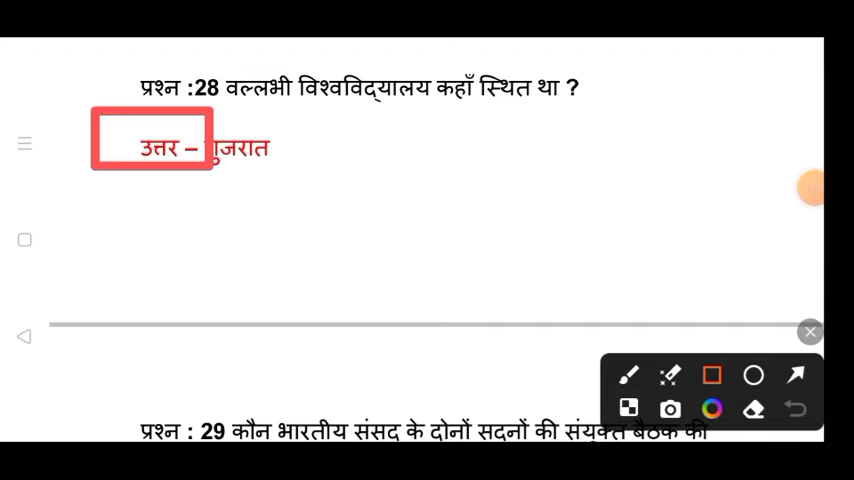 प्रश्न :28 वल्लभी विश्वविद्यालय कहाँ स्थित था ?
उत्तर – गुजरात
प्रश्न : 29 कौन भारतीय संसद के दोनों सदनों की संयुक्त बैठक की